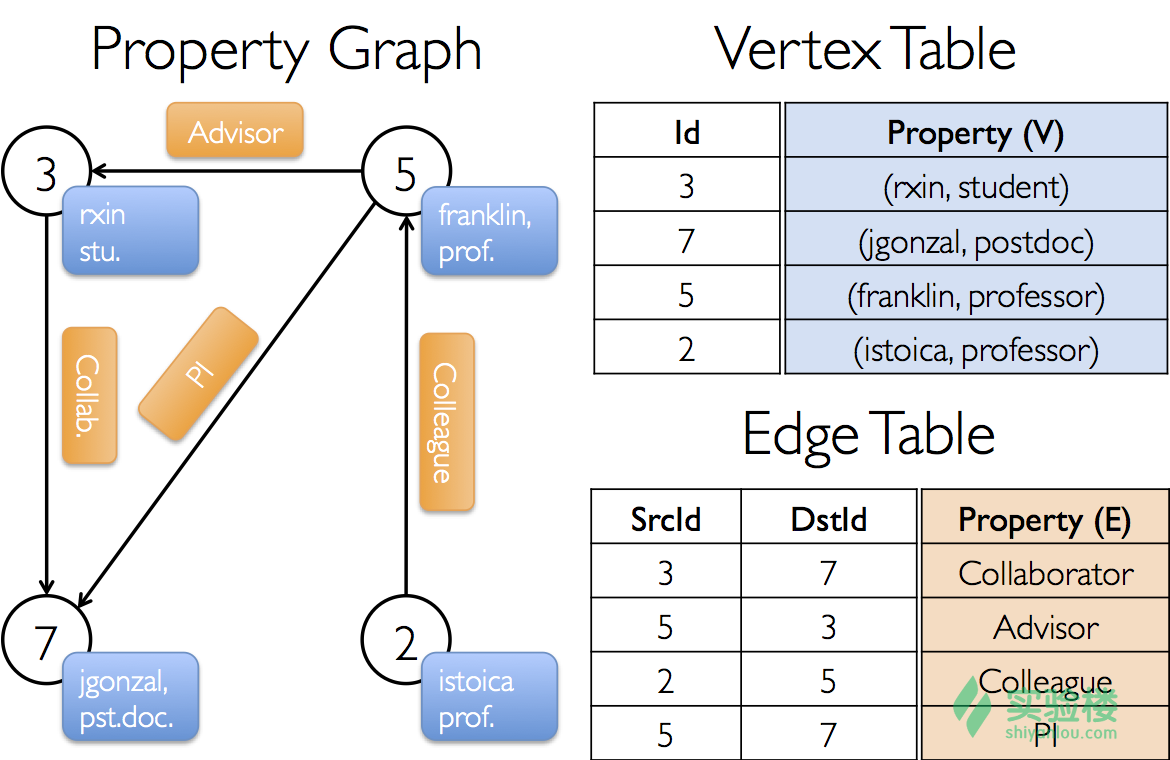 Property Graph
Advisor
3
5
rxin
stu.
franklin,
prof.
Collab.
PI
Colleague
7
2
jgonzal,
pst.doc.
istoica
prof.
Vertex Table
Id Property (V)
3 (rxin, student)
7 (jgonzal, postdoc)
5 (franklin, professor)
2 (istoica, professor)
Edge Table
SrcId DstId Property (E)
3 7 Collaborator
5 3 Advisor
2 5 Colleague
5 7 PI
实验楼
shiyanlou.com